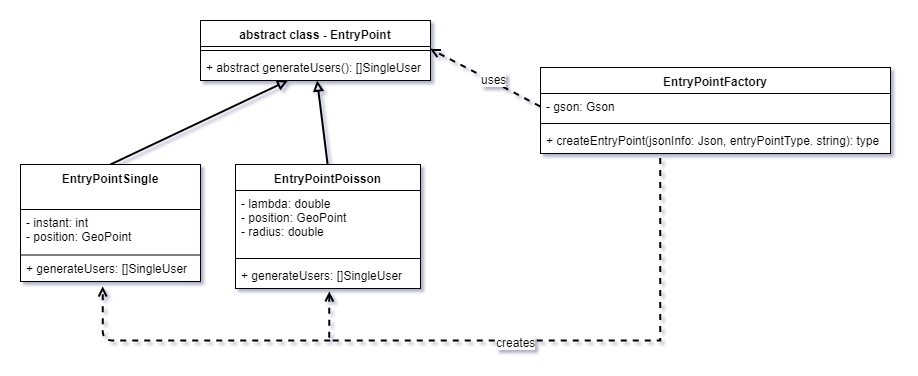 abstract class - EntryPoint
+ abstract generateUsers(): []SingleUser
uses
EntryPointFactory
- gson: Gson
+ createEntryPoint(jsonInfo: Json, entryPointType. string): type
EntryPointSingle
- instant: int
- position: GeoPoint
+ generateUsers: []SingleUser
EntryPointPoisson
- lambda: double
- position: GeoPoint
- radius: double
+ generateUsers: []SingleUser
creates